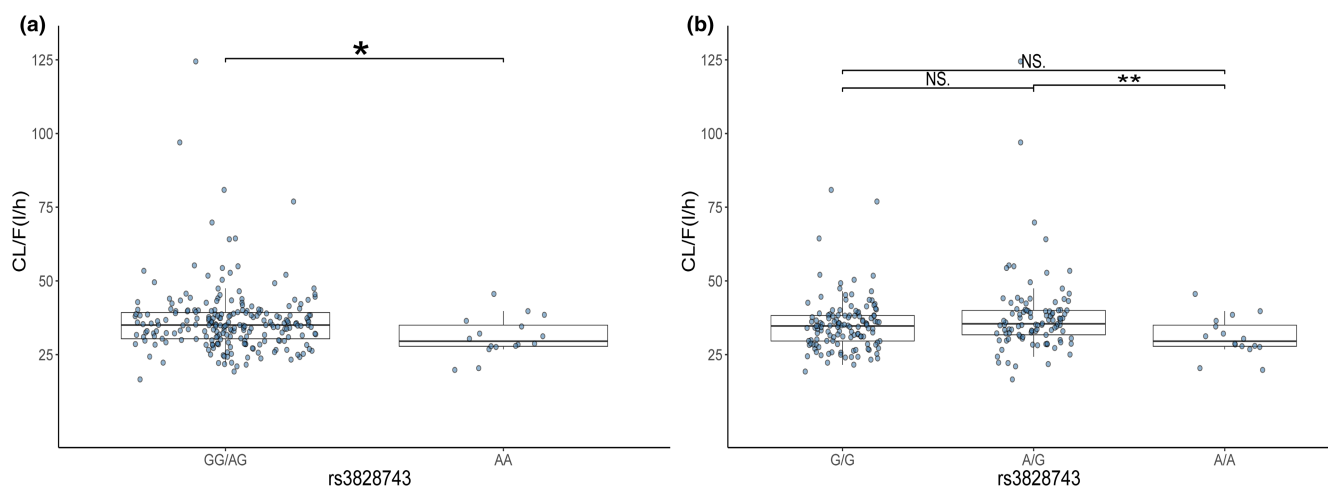 (a)
*
125
100
75
50
25
CL/F(l/h)
GG/AG
AA
rs3828743
(b)
NS.
NS.
**
125
100
75
50
25
CL/F(l/h)
G/G
A/G
A/A
rs3828743